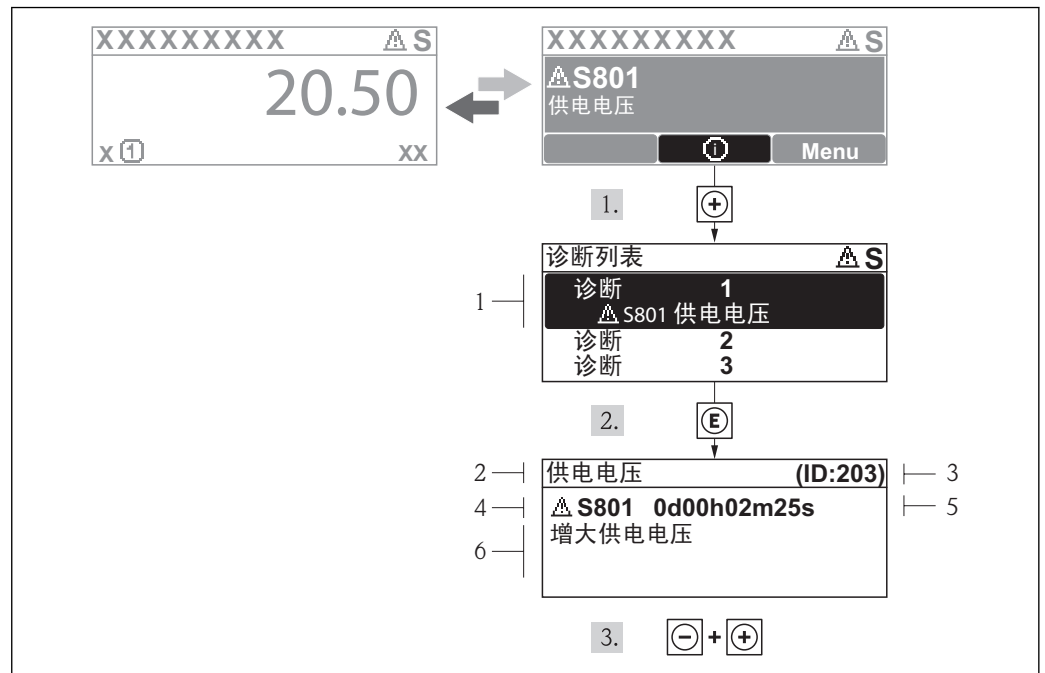 XXXXXXXXX ⚠ S
20.50
x ① xx
XXXXXXXXX ⚠ S
⚠ S801
供电电压
ⓘ Menu
1. +
诊断列表 ⚠ S
1
诊断 1
⚠ S801 供电电压
诊断 2
诊断 3
2. E
2 供电电压 (ID:203) 3
4 ⚠ S801 0d00h02m25s 5
6 增大供电电压
3. - + +